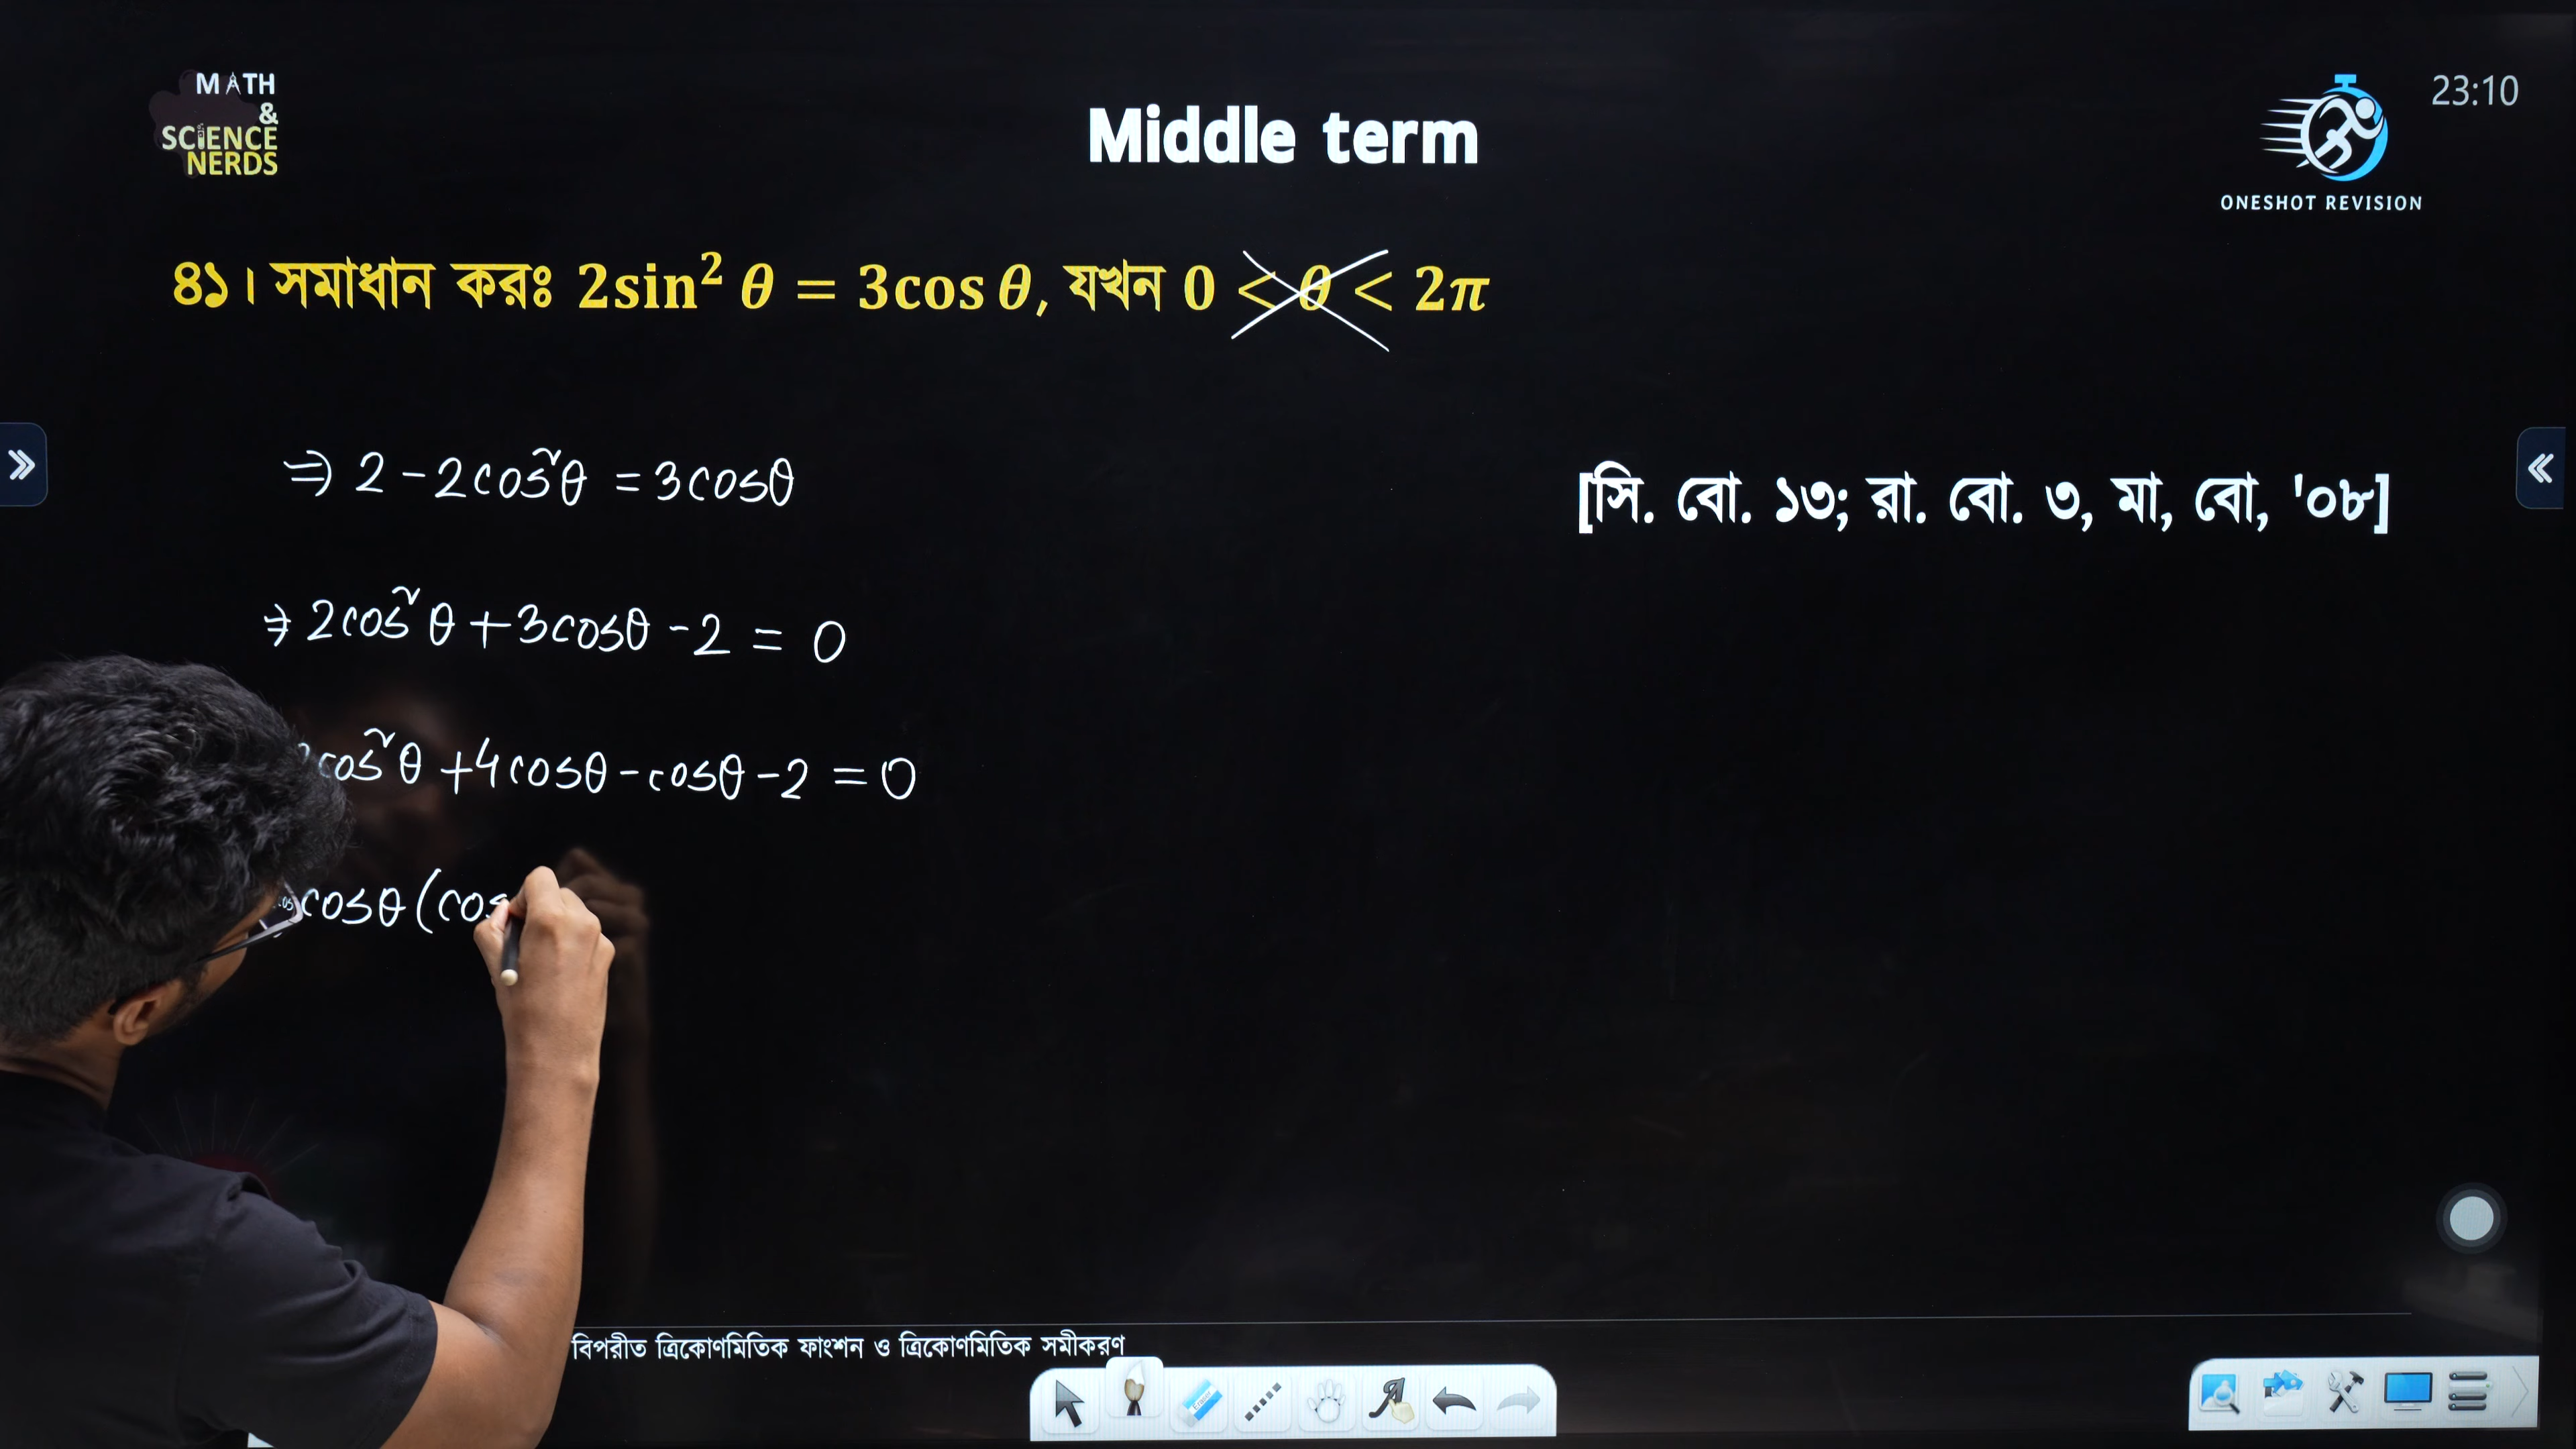 MATH
&
SCIENCE
NERDS
Middle term
23:10
ONESHOT REVISION
৪১। সমাধান করঃ 2sin² θ = 3cos θ, যখন 0 < θ < 2π
⇒ 2 - 2cos²θ = 3cosθ
[সি. বো. ১৩; রা. বো. ৩, মা, বো, '০৮]
⇒ 2cos²θ + 3cosθ - 2 = 0
2cos²θ + 4cosθ - cosθ - 2 = 0
cosθ (cos
বিপরীত ত্রিকোণমিতিক ফাংশন ও ত্রিকোণমিতিক সমীকরণ